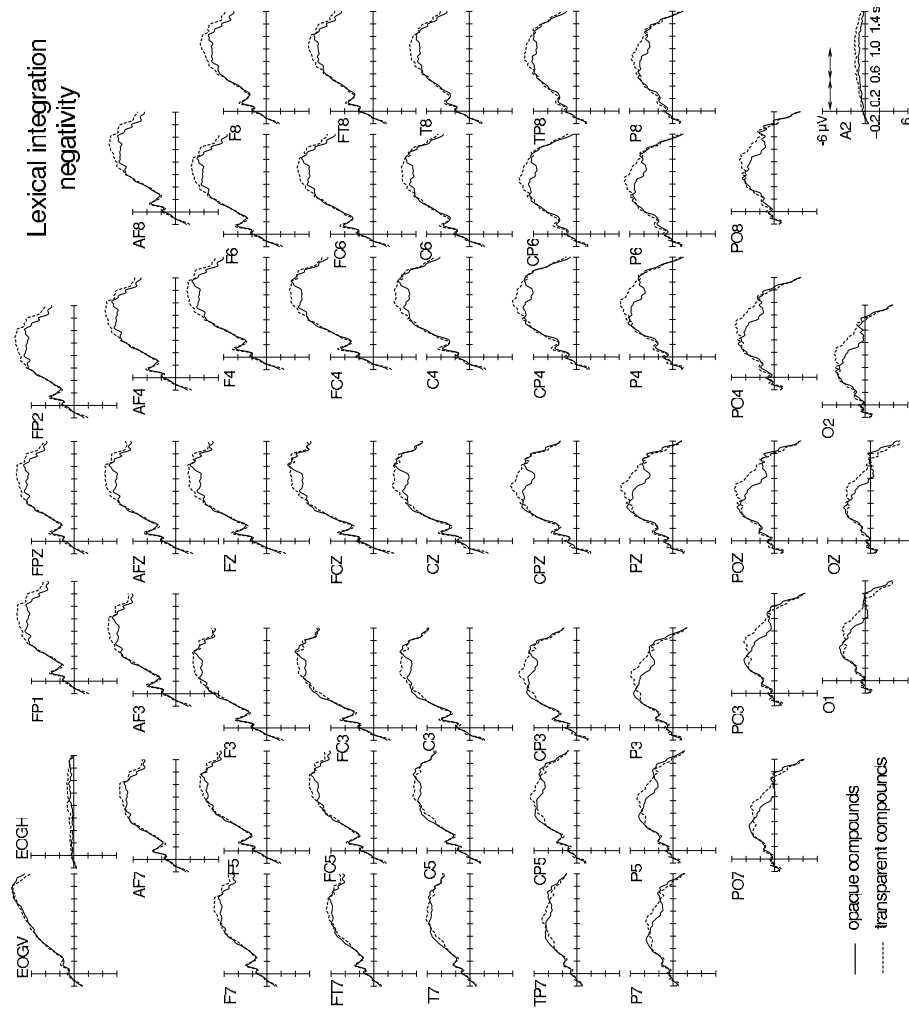 Lexical integration
negativity
EOGV
EOGH
FP1
FPZ
FP2
AF7
AF3
AFZ
AF4
AF8
F7
F5
F3
FZ
F4
F6
F8
FT7
FC5
FC3
FCZ
FC4
FC6
FT8
T7
C5
C3
CZ
C4
C6
T8
TP7
CP5
CP3
CPZ
CP4
CP6
TP8
P7
P5
P3
PZ
P4
P6
P8
PO7
PO3
POZ
PO4
PO8
O1
OZ
O2
-6 µV
A2
–0.2 0.2 0.6 1.0 1.4 s
6
opaque compounds
transparent compounds